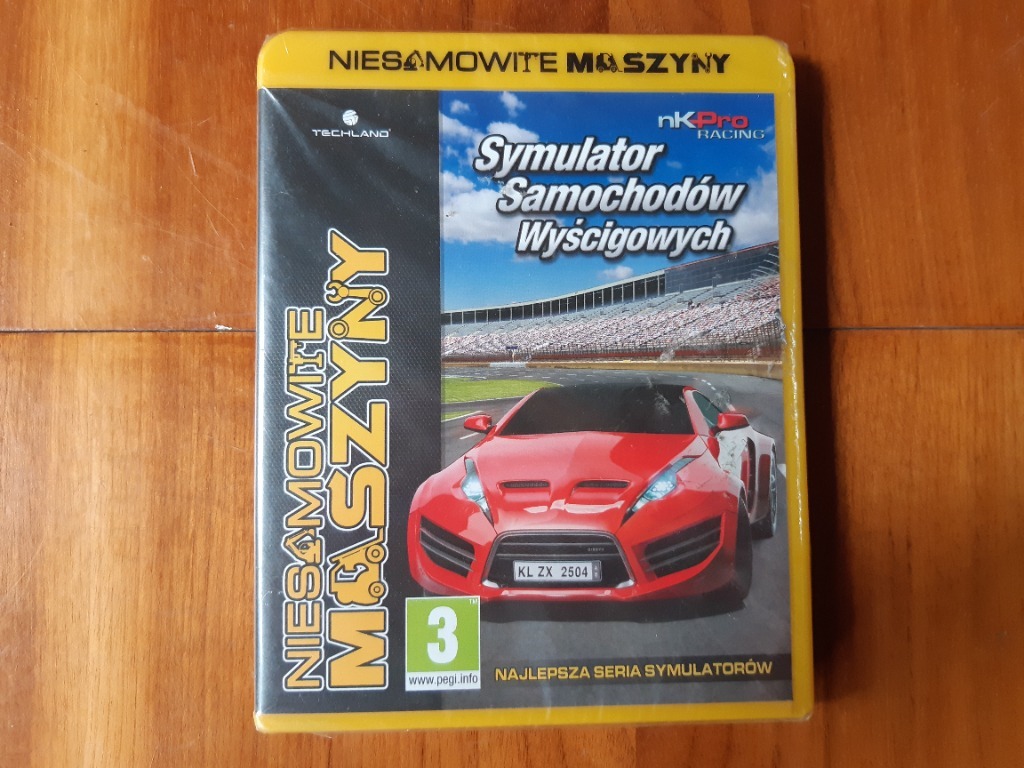 NIESAMOWITE MASZYNY
TECHLAND
nKPro
RACING
Symulator
Samochodów
Wyścigowych
NIESAMOWITE
MASZYNY
KL ZX 2504
3
™
www.pegi.info
NAJLEPSZA SERIA SYMULATORÓW